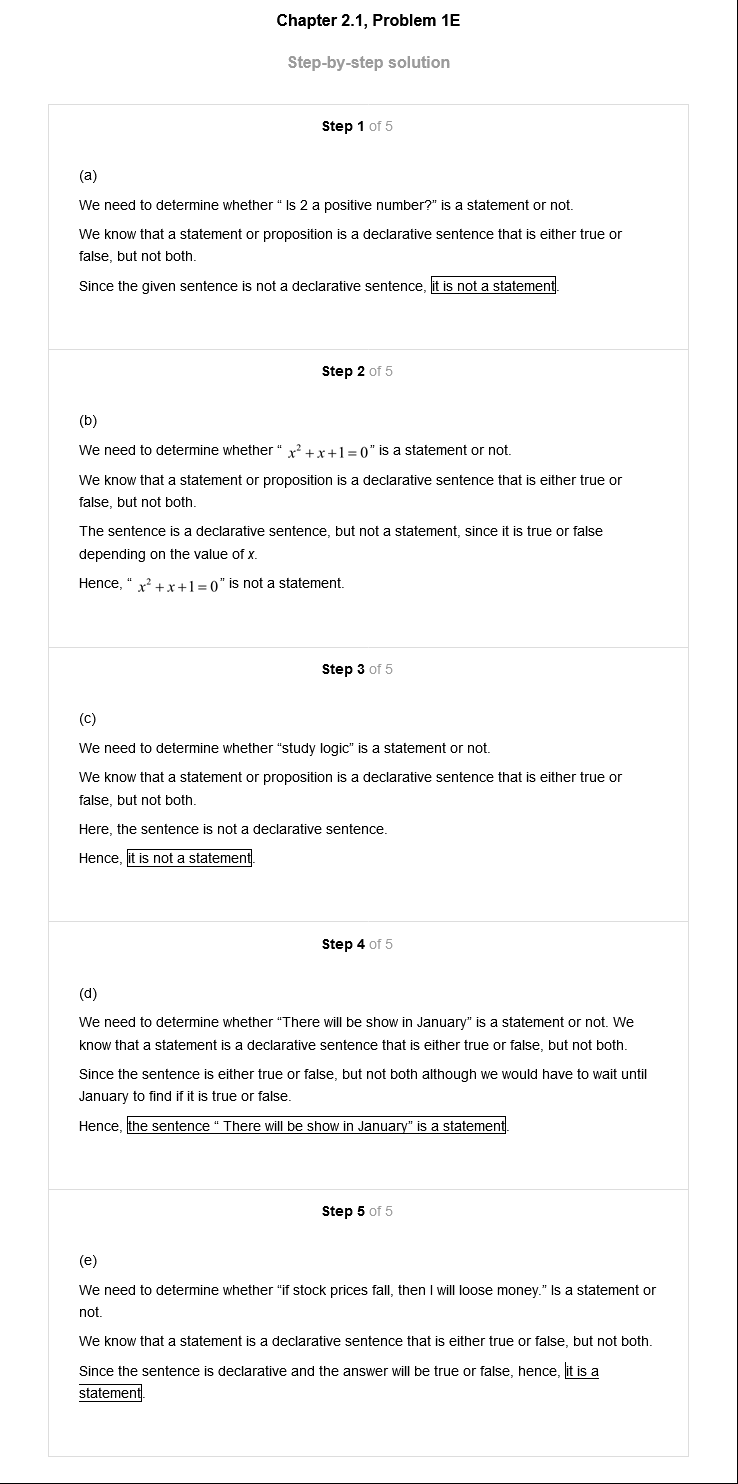 Chapter 2.1, Problem 1E
Step-by-step solution
Step 1 of 5
(a)
We need to determine whether “ Is 2 a positive number?” is a statement or not.
We know that a statement or proposition is a declarative sentence that is either true or
false, but not both.
Since the given sentence is not a declarative sentence, it is not a statement.
Step 2 of 5
(b)
We need to determine whether “ x² + x + 1 = 0 ” is a statement or not.
We know that a statement or proposition is a declarative sentence that is either true or
false, but not both.
The sentence is a declarative sentence, but not a statement, since it is true or false
depending on the value of x.
Hence, “ x² + x + 1 = 0 ” is not a statement.
Step 3 of 5
(c)
We need to determine whether “study logic” is a statement or not.
We know that a statement or proposition is a declarative sentence that is either true or
false, but not both.
Here, the sentence is not a declarative sentence.
Hence, it is not a statement.
Step 4 of 5
(d)
We need to determine whether “There will be show in January” is a statement or not. We
know that a statement is a declarative sentence that is either true or false, but not both.
Since the sentence is either true or false, but not both although we would have to wait until
January to find if it is true or false.
Hence, the sentence “ There will be show in January” is a statement.
Step 5 of 5
(e)
We need to determine whether “if stock prices fall, then I will loose money.” Is a statement or
not.
We know that a statement is a declarative sentence that is either true or false, but not both.
Since the sentence is declarative and the answer will be true or false, hence, it is a
statement.